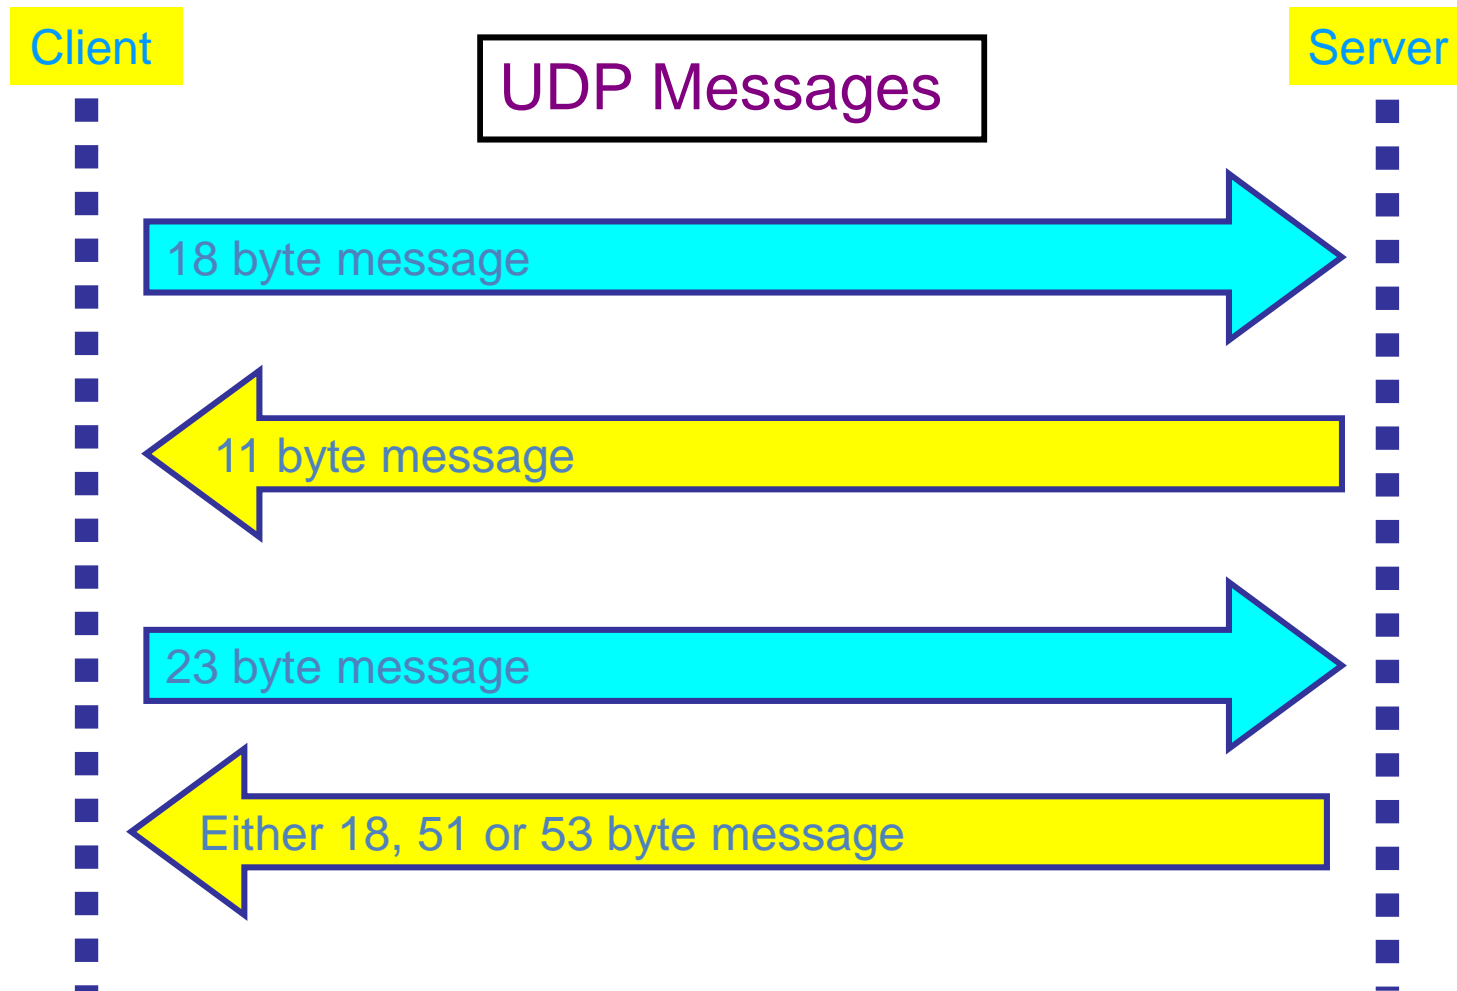 Client
UDP Messages
Server
18 byte message
11 byte message
23 byte message
Either 18, 51 or 53 byte message